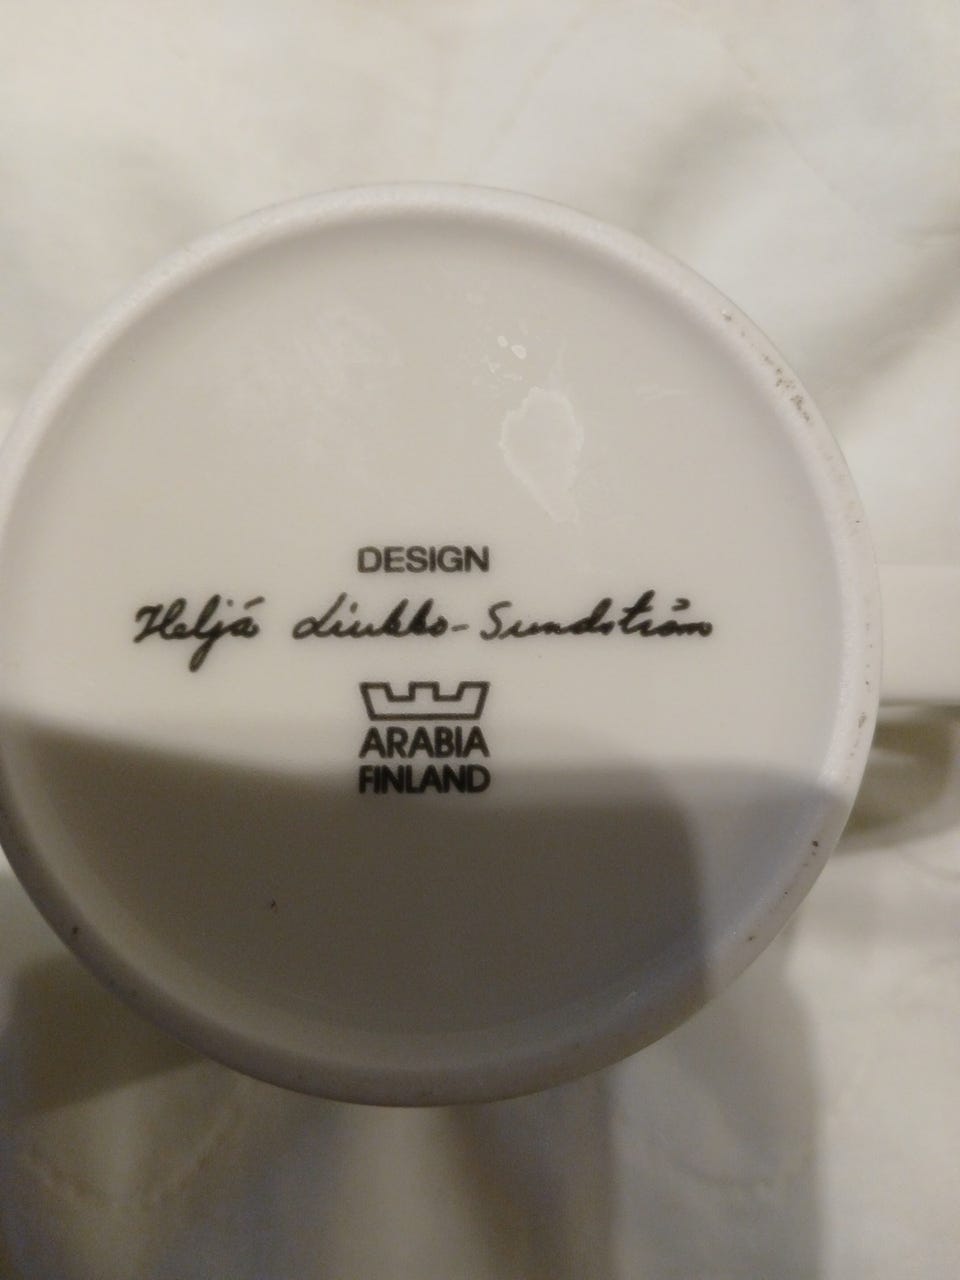 DESIGN
Heljä Liukko-Sundström
ARABIA
FINLAND